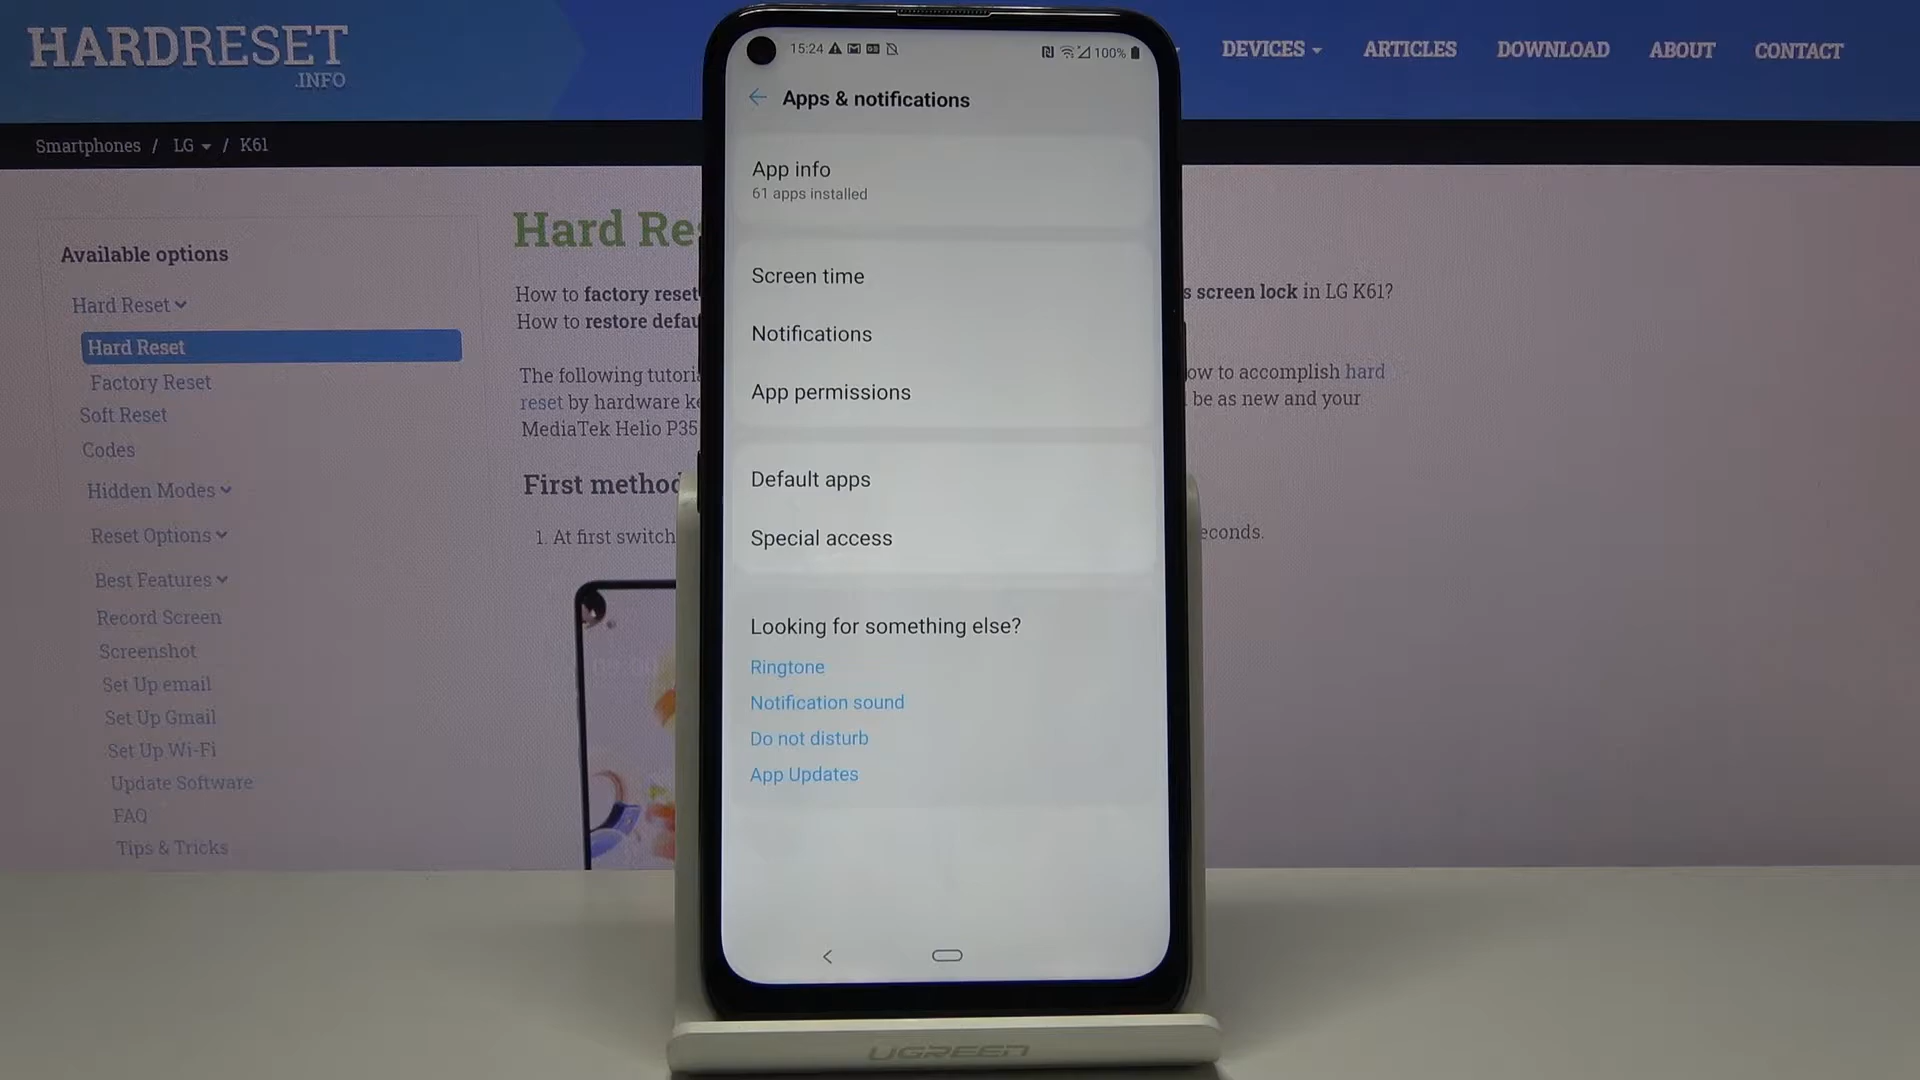 HARDRESET
.INFO
DEVICES
ARTICLES
DOWNLOAD
ABOUT
CONTACT
Smartphones / LG / K61
Available options
Hard Reset
Hard Reset
Factory Reset
Soft Reset
Codes
Hidden Modes
Reset Options
Best Features
Record Screen
Screenshot
Set Up email
Set Up Gmail
Set Up Wi-Fi
Update Software
FAQ
Tips & Tricks
Hard Re
How to factory reset
s screen lock in LG K61?
How to restore defau
The following tutori
ow to accomplish hard
reset by hardware k
be as new and your
MediaTek Helio P35
First method
1. At first switch
econds.
15:24
100%
Apps & notifications
App info
61 apps installed
Screen time
Notifications
App permissions
Default apps
Special access
Looking for something else?
Ringtone
Notification sound
Do not disturb
App Updates
UGREEN